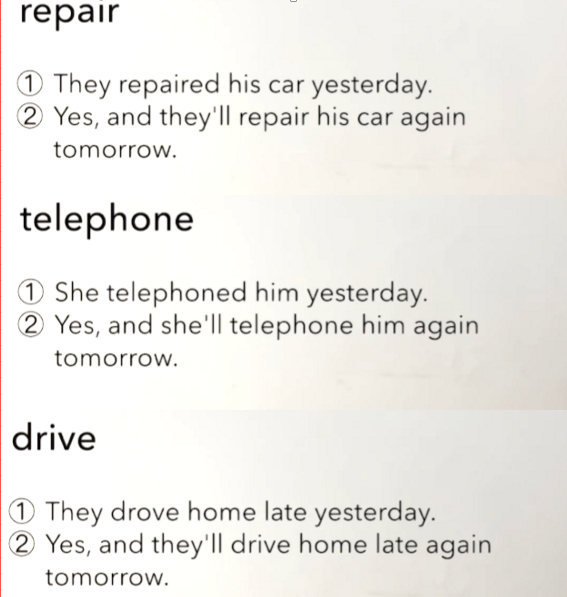 repair
① They repaired his car yesterday.
② Yes, and they'll repair his car again
tomorrow.
telephone
① She telephoned him yesterday.
② Yes, and she'll telephone him again
tomorrow.
drive
① They drove home late yesterday.
② Yes, and they'll drive home late again
tomorrow.